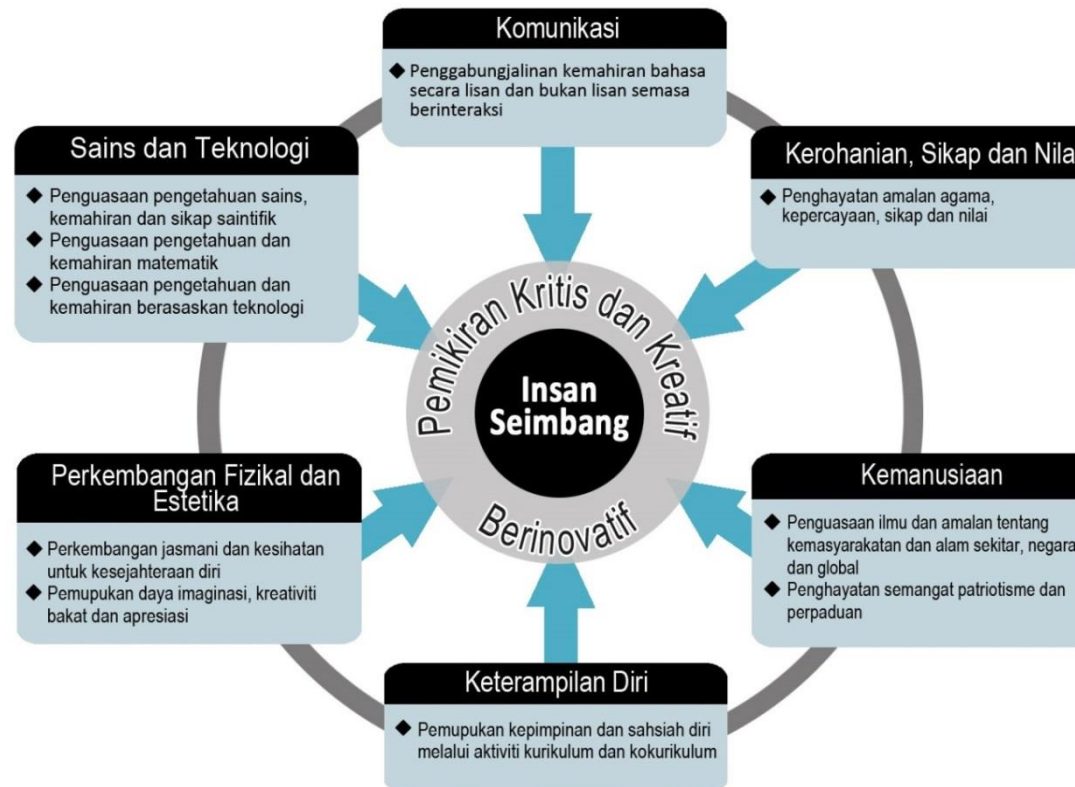 Komunikasi
◆ Penggabungjalinan kemahiran bahasa
secara lisan dan bukan lisan semasa
berinteraksi
Sains dan Teknologi
◆ Penguasaan pengetahuan sains,
kemahiran dan sikap saintifik
◆ Penguasaan pengetahuan dan
kemahiran matematik
◆ Penguasaan pengetahuan dan
kemahiran berasaskan teknologi
Kerohanian, Sikap dan Nila
◆ Penghayatan amalan agama,
kepercayaan, sikap dan nilai
Pemikiran Kritis dan Kreatif
Insan
Seimbang
Berinovatif
Perkembangan Fizikal dan
Estetika
◆ Perkembangan jasmani dan kesihatan
untuk kesejahteraan diri
◆ Pemupukan daya imaginasi, kreativiti
bakat dan apresiasi
Kemanusiaan
◆ Penguasaan ilmu dan amalan tentang
kemasyarakatan dan alam sekitar, negara
dan global
◆ Penghayatan semangat patriotisme dan
perpaduan
Keterampilan Diri
◆ Pemupukan kepimpinan dan sahsiah diri
melalui aktiviti kurikulum dan kokurikulum